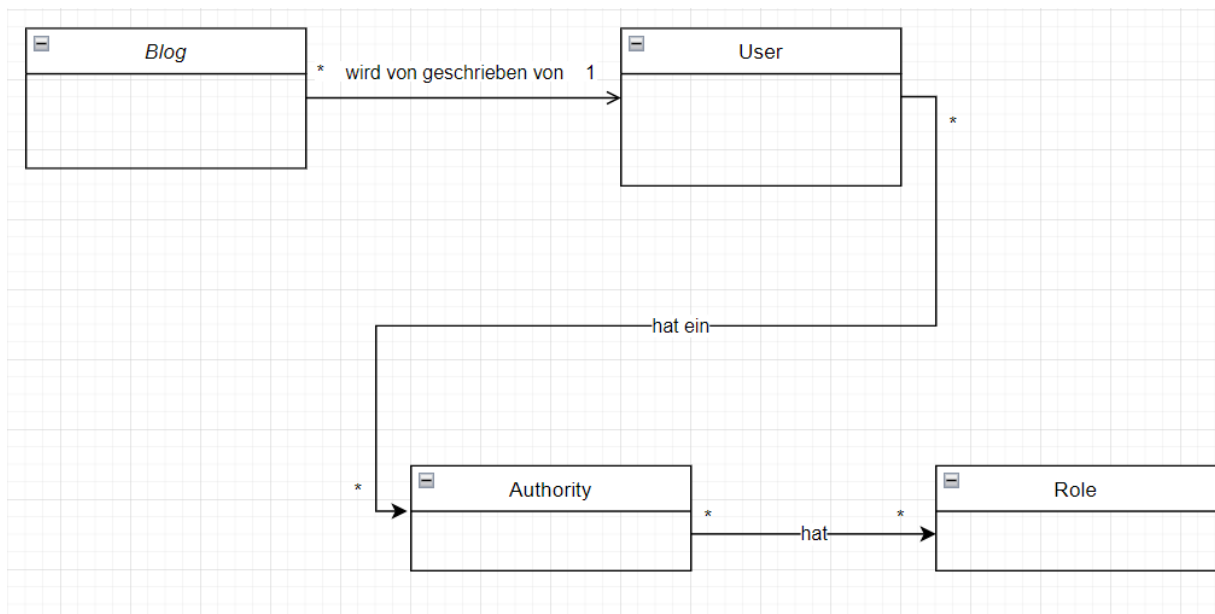 Blog
User
* wird von geschrieben von 1
*
hat ein
*
Authority
Role
* hat *